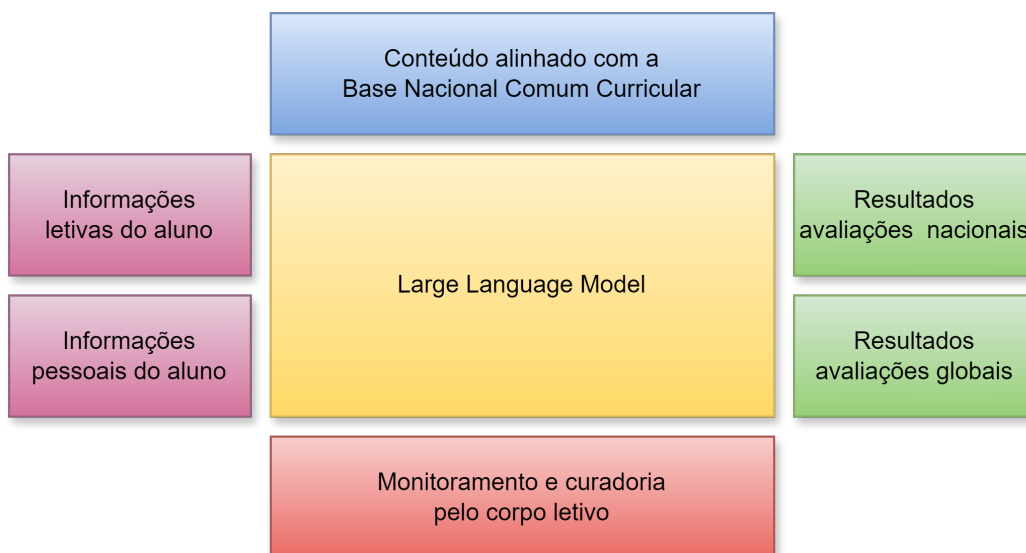 Conteúdo alinhado com a
Base Nacional Comum Curricular
Informações
letivas do aluno
Large Language Model
Resultados
avaliações  nacionais
Informações
pessoais do aluno
Resultados
avaliações globais
Monitoramento e curadoria
pelo corpo letivo